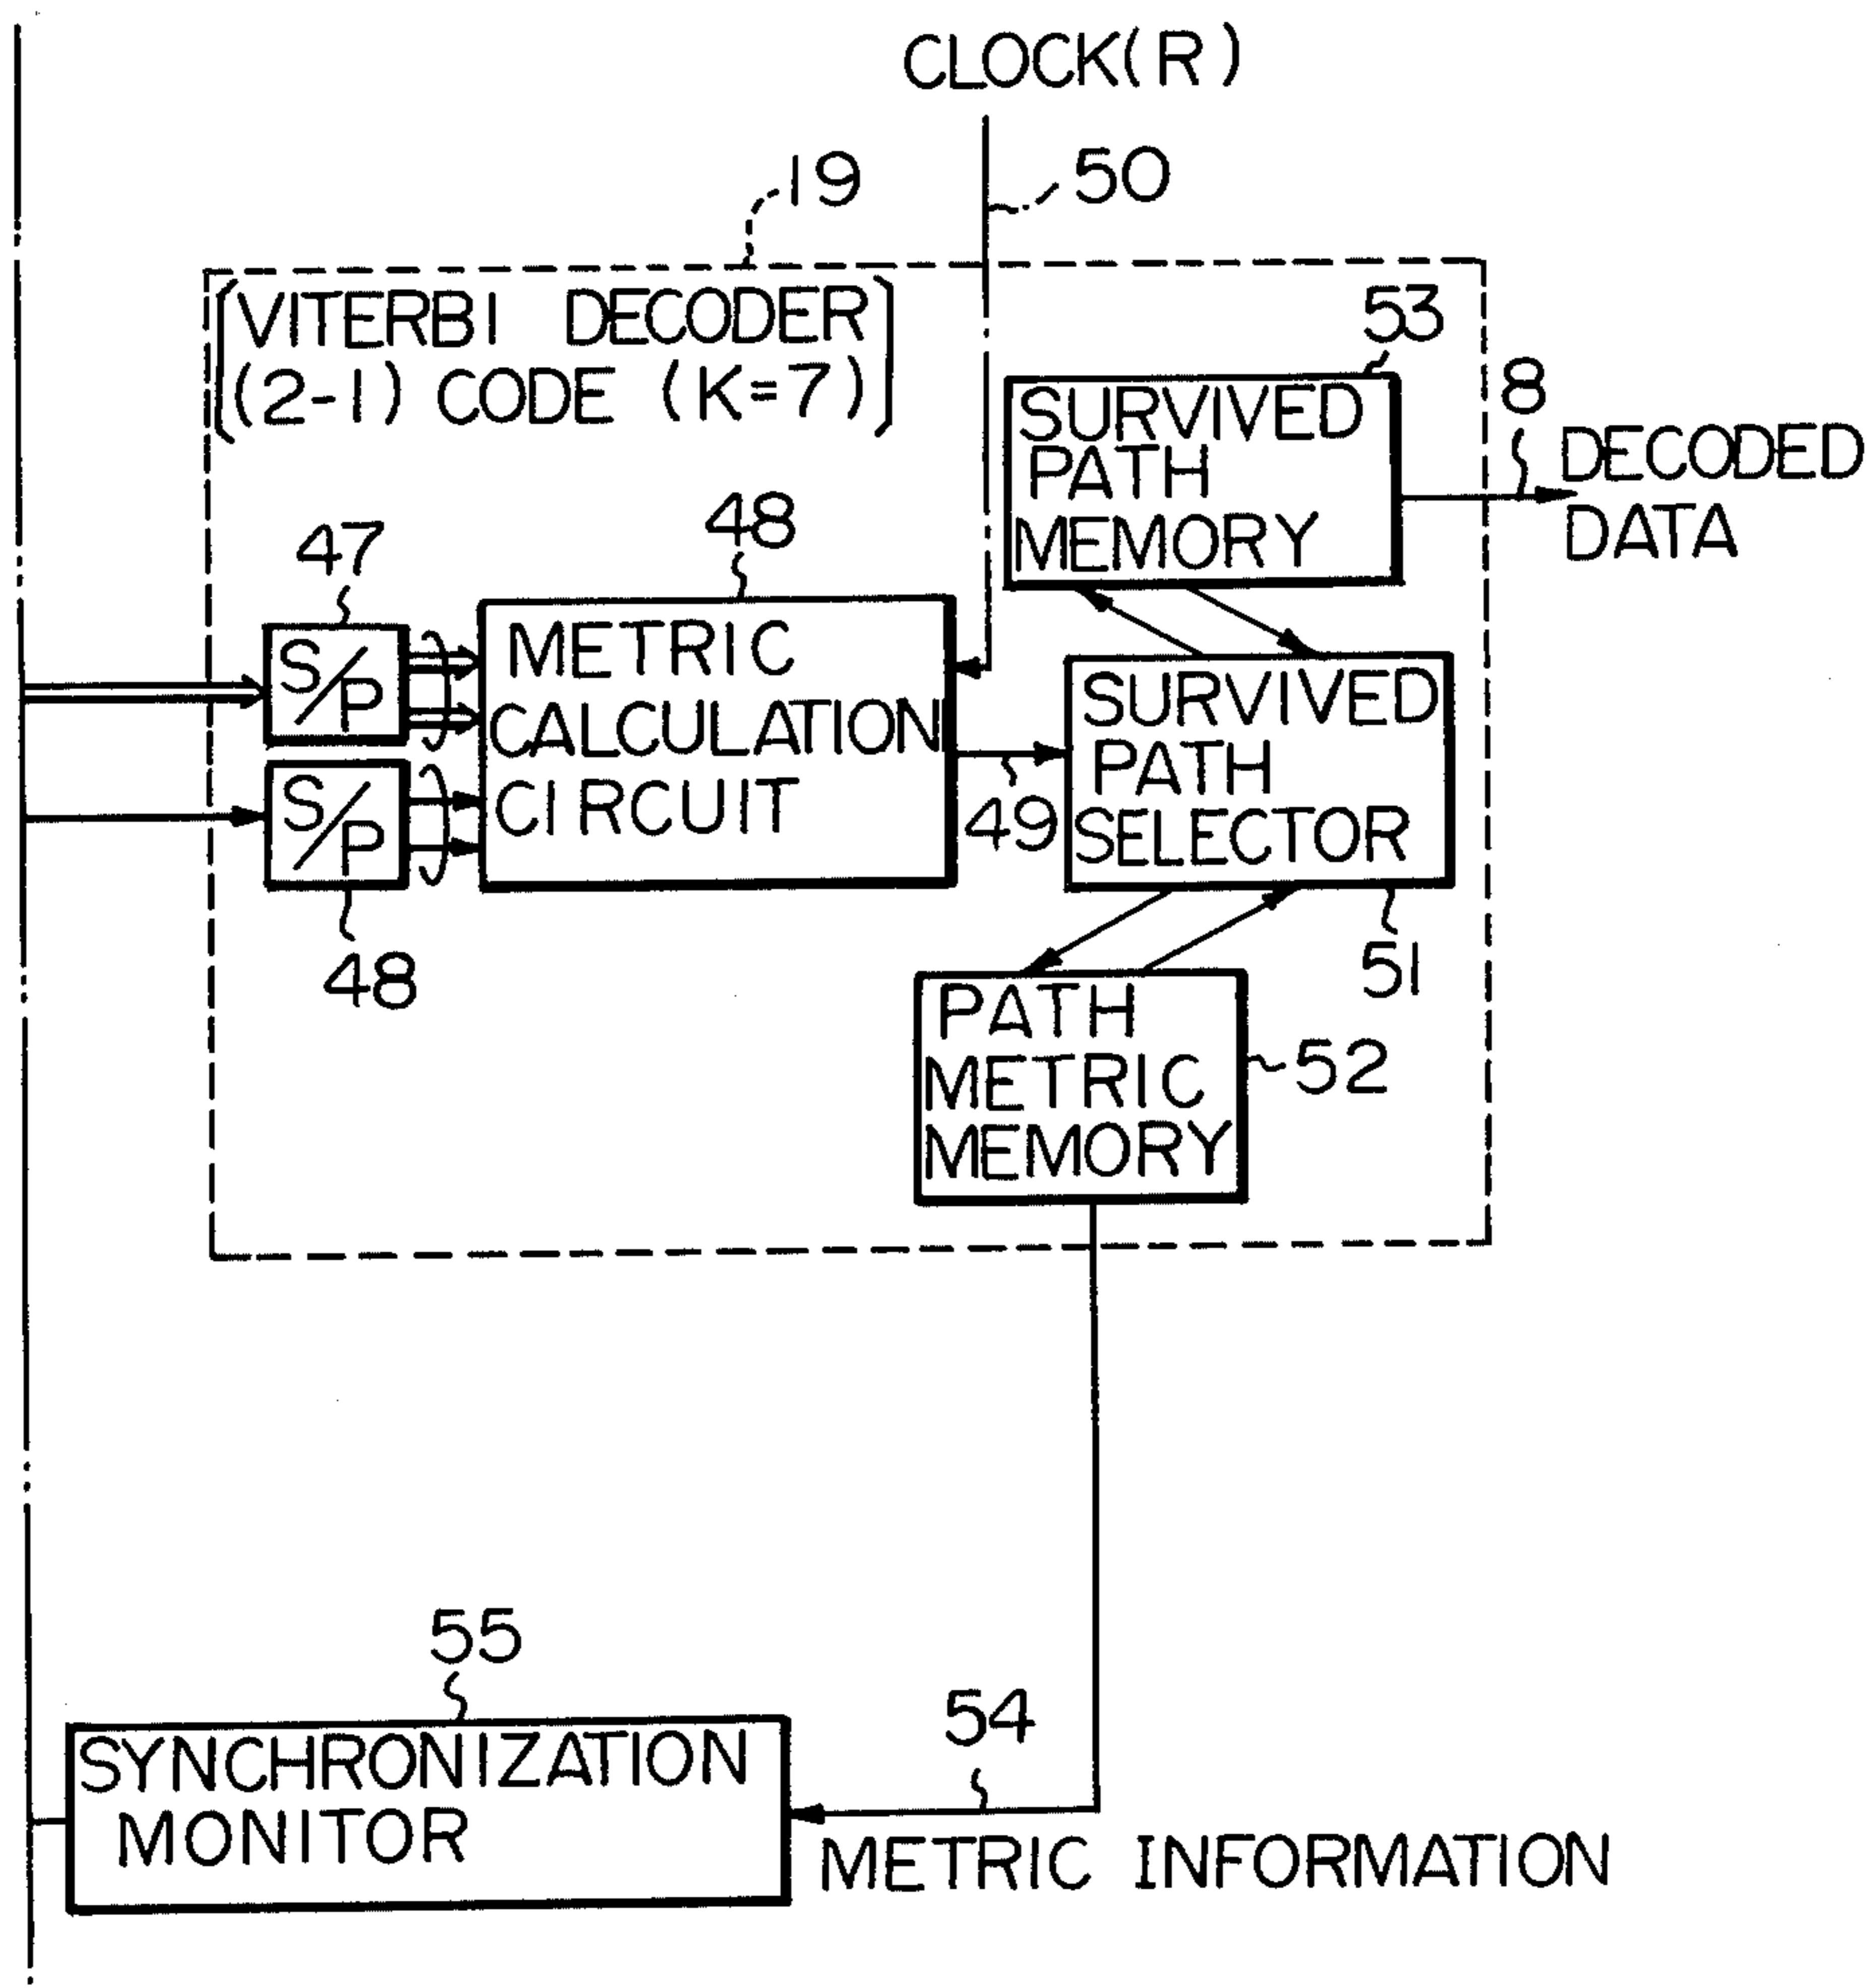 CLOCK(R)
50
19
VITERBI DECODER
(2-1) CODE (K=7)
53
SURVIVED
PATH
MEMORY
8
DECODED
DATA
47
48
S/P
METRIC
CALCULATION
CIRCUIT
S/P
48
49
SURVIVED
PATH
SELECTOR
51
PATH
METRIC
MEMORY
52
55
SYNCHRONIZATION
MONITOR
54
METRIC INFORMATION